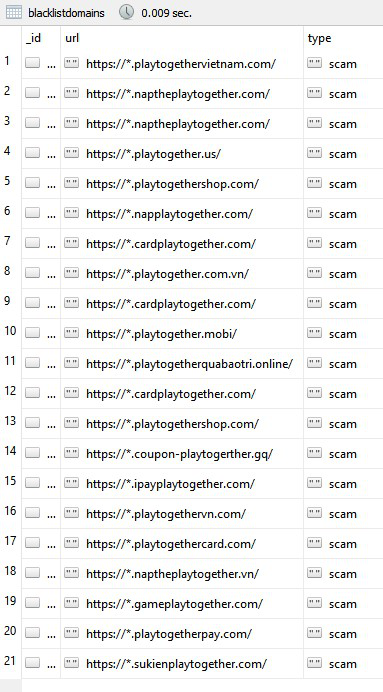 blacklistdomains 0.009 sec.
_id url type
1 ... "" https://*.playtogethervietnam.com/ "" scam
2 ... "" https://*.naptheplaytogether.com/ "" scam
3 ... "" https://*.naptheplaytogether.com/ "" scam
4 ... "" https://*.playtogether.us/ "" scam
5 ... "" https://*.playtogethershop.com/ "" scam
6 ... "" https://*.napplaytogether.com/ "" scam
7 ... "" https://*.cardplaytogether.com/ "" scam
8 ... "" https://*.playtogether.com.vn/ "" scam
9 ... "" https://*.cardplaytogether.com/ "" scam
10 ... "" https://*.playtogether.mobi/ "" scam
11 ... "" https://*.playtogetherquabaotri.online/ "" scam
12 ... "" https://*.cardplaytogether.com/ "" scam
13 ... "" https://*.playtogethershop.com/ "" scam
14 ... "" https://*.coupon-playtogerther.gq/ "" scam
15 ... "" https://*.ipayplaytogether.com/ "" scam
16 ... "" https://*.playtogethervn.com/ "" scam
17 ... "" https://*.playtogethercard.com/ "" scam
18 ... "" https://*.naptheplaytogether.vn/ "" scam
19 ... "" https://*.gameplaytogether.com/ "" scam
20 ... "" https://*.playtogetherpay.com/ "" scam
21 ... "" https://*.sukienplaytogether.com/ "" scam